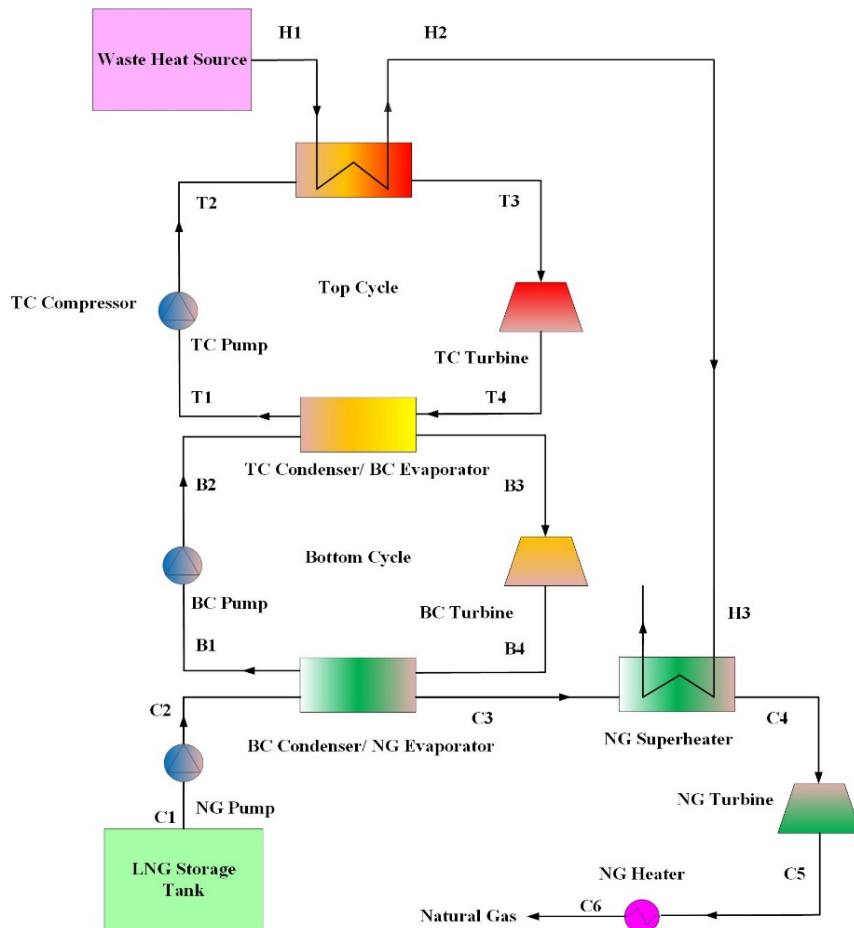 H1
H2
Waste Heat Source
T2
T3
Top Cycle
TC Compressor
TC Pump
TC Turbine
T1
T4
TC Condenser/ BC Evaporator
B2
B3
Bottom Cycle
BC Pump
BC Turbine
B1
B4
H3
C2
C3
C4
BC Condenser/ NG Evaporator
NG Superheater
NG Pump
NG Turbine
C1
LNG Storage
Tank
NG Heater
C5
Natural Gas
C6